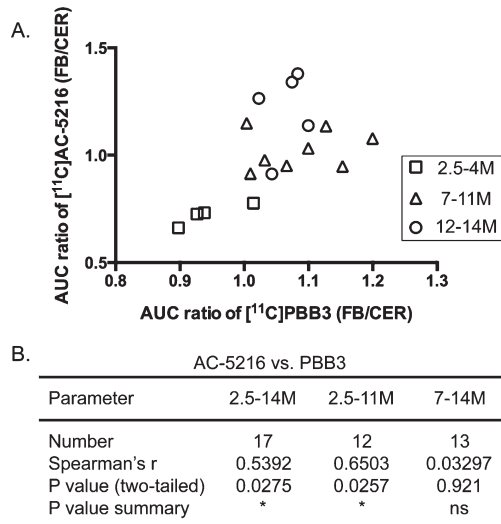 A.
AUC ratio of [¹¹C]AC-5216 (FB/CER)
1.5
1.0
0.5
0.8 0.9 1.0 1.1 1.2 1.3
AUC ratio of [¹¹C]PBB3 (FB/CER)
2.5-4M
7-11M
12-14M
B.
AC-5216 vs. PBB3
Parameter 2.5-14M 2.5-11M 7-14M
Number 17 12 13
Spearman's r 0.5392 0.6503 0.03297
P value (two-tailed) 0.0275 0.0257 0.921
P value summary * * ns